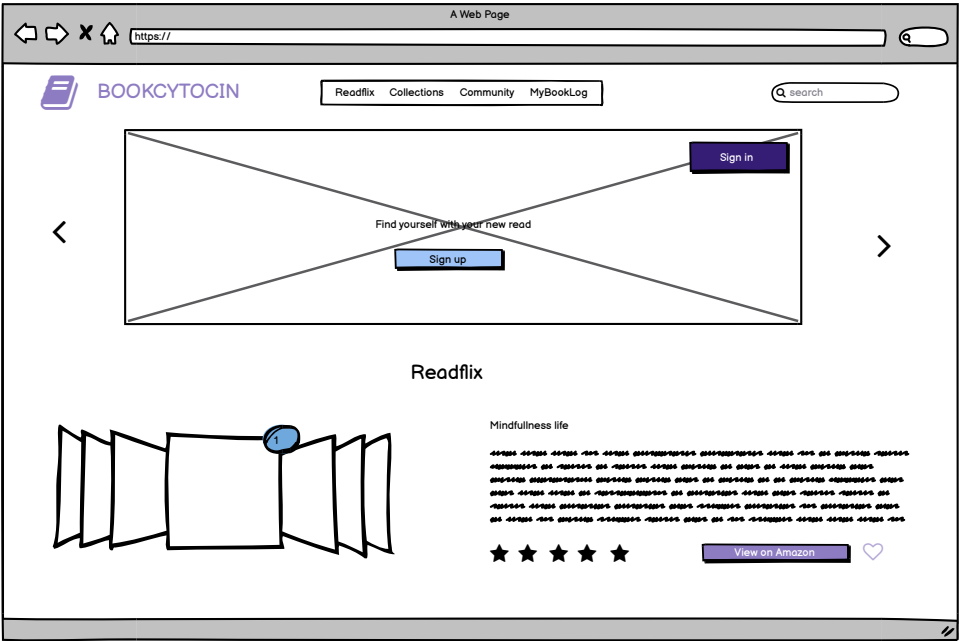 A Web Page
https://
BOOKCYTOCIN
Readflix Collections Community MyBookLog
search
Sign in
Find yourself with your new read
Sign up
Readflix
1
Mindfullness life
View on Amazon